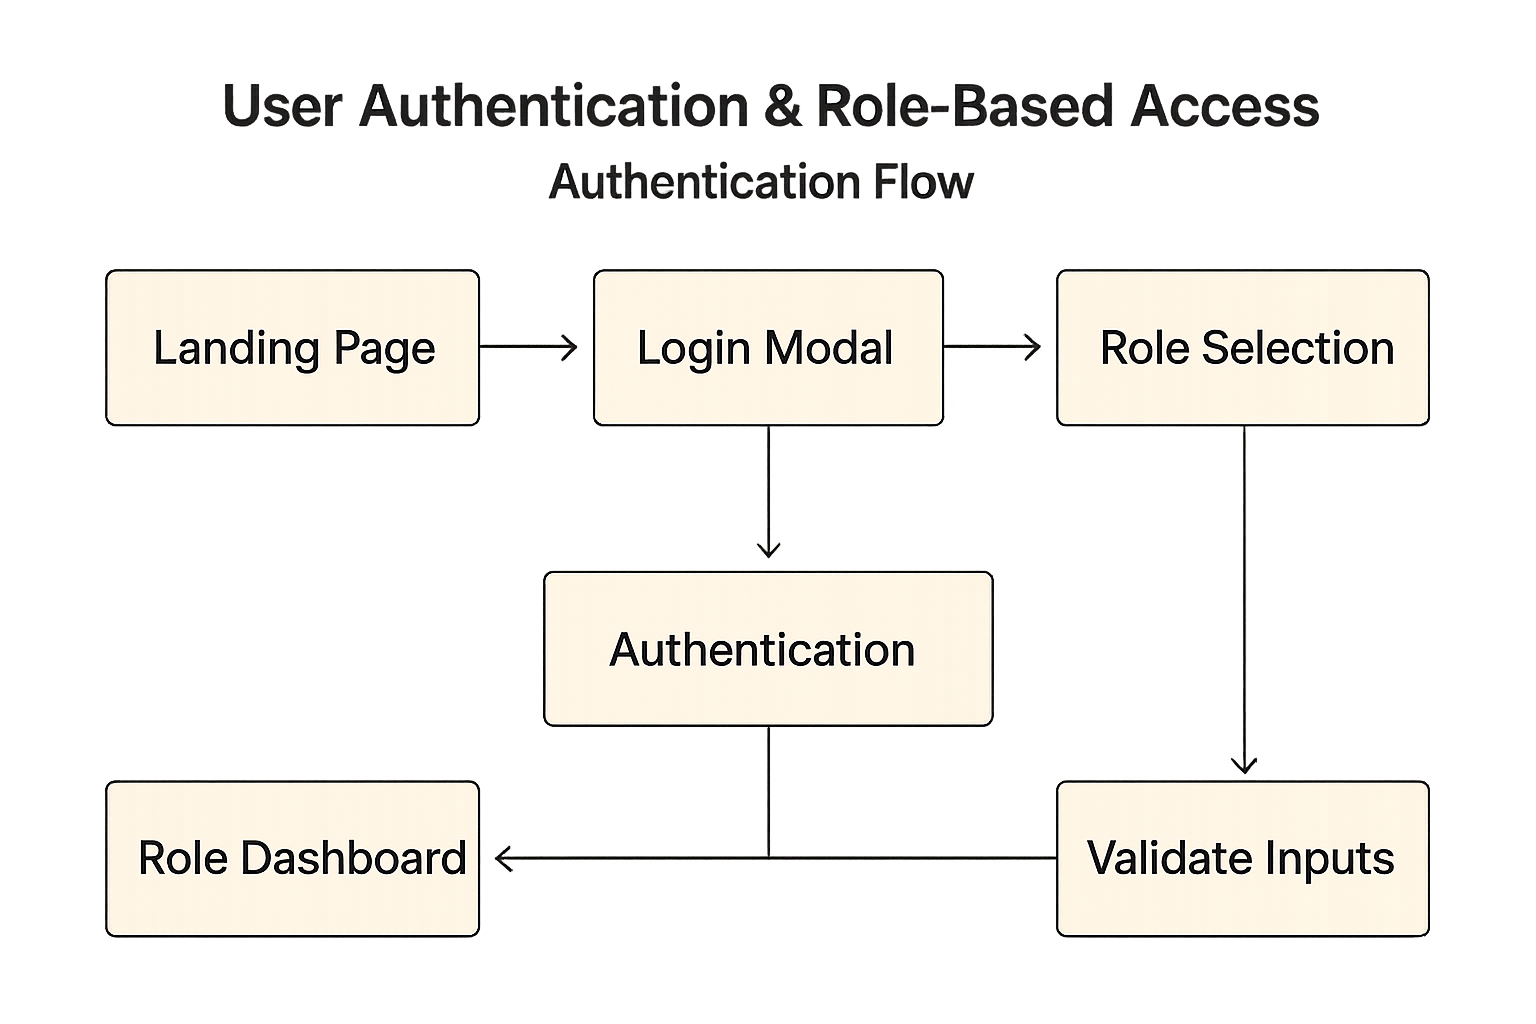 User Authentication & Role-Based Access
Authentication Flow
Landing Page
Login Modal
Role Selection
Authentication
Role Dashboard
Validate Inputs